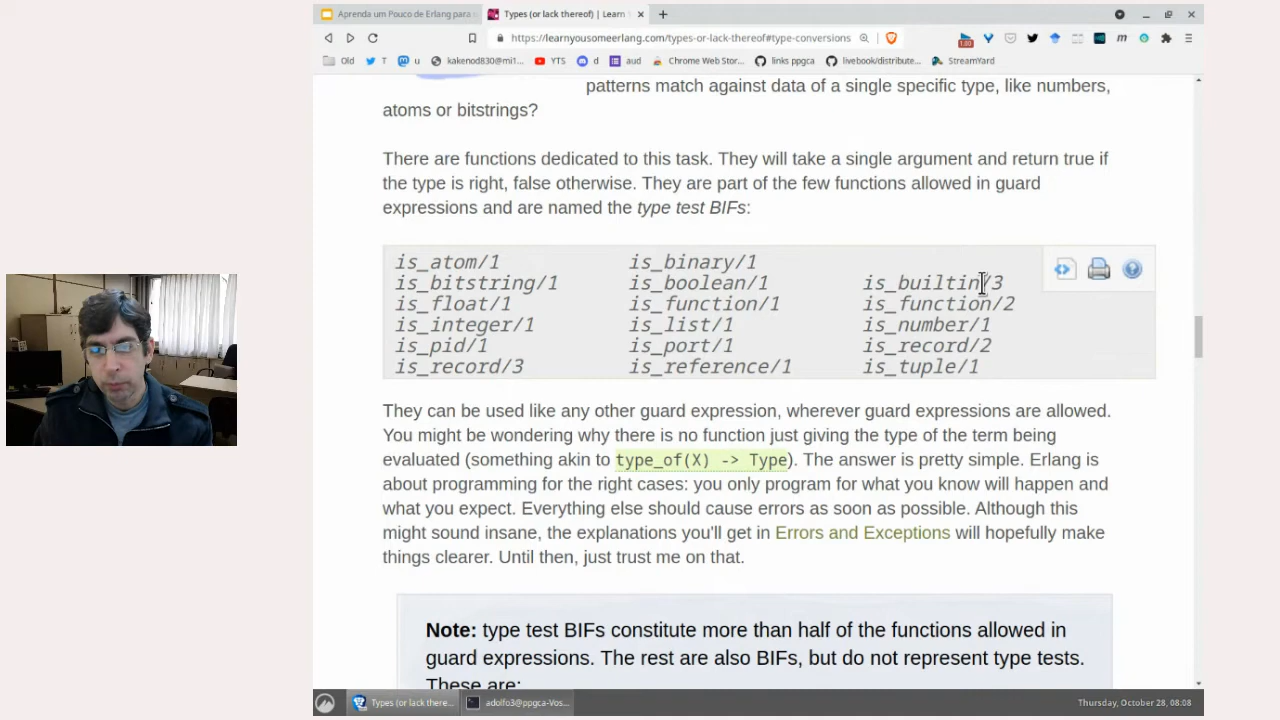 Aprenda um Pouco de Erlang para
Types (or lack thereof) | Learn
https://learnyousomeerlang.com/types-or-lack-thereof#type-conversions
1.80
m
Old
T
u
kakenod830@mi1...
YTS
d
aud
Chrome Web Stor...
links ppgca
livebook/distribute...
StreamYard
patterns match against data of a single specific type, like numbers,
atoms or bitstrings?
There are functions dedicated to this task. They will take a single argument and return true if
the type is right, false otherwise. They are part of the few functions allowed in guard
expressions and are named the type test BIFs:
is_atom/1 is_binary/1
is_bitstring/1 is_boolean/1 is_builtin/3
is_float/1 is_function/1 is_function/2
is_integer/1 is_list/1 is_number/1
is_pid/1 is_port/1 is_record/2
is_record/3 is_reference/1 is_tuple/1
They can be used like any other guard expression, wherever guard expressions are allowed.
You might be wondering why there is no function just giving the type of the term being
evaluated (something akin to type_of(X) -> Type). The answer is pretty simple. Erlang is
about programming for the right cases: you only program for what you know will happen and
what you expect. Everything else should cause errors as soon as possible. Although this
might sound insane, the explanations you'll get in Errors and Exceptions will hopefully make
things clearer. Until then, just trust me on that.
Note: type test BIFs constitute more than half of the functions allowed in
guard expressions. The rest are also BIFs, but do not represent type tests.
These are:
Types (or lack there...
adolfo3@ppgca-Vos...
Thursday, October 28, 08:08